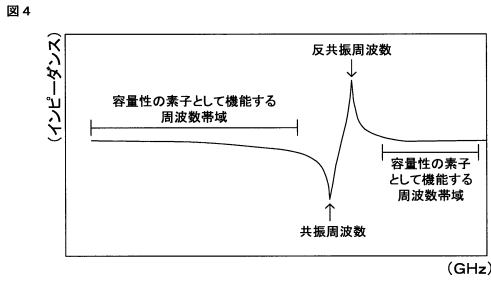 図4
(インピーダンス)
反共振周波数
容量性の素子として機能する
周波数帯域
容量性の素子
として機能する
周波数帯域
共振周波数
(GHz)